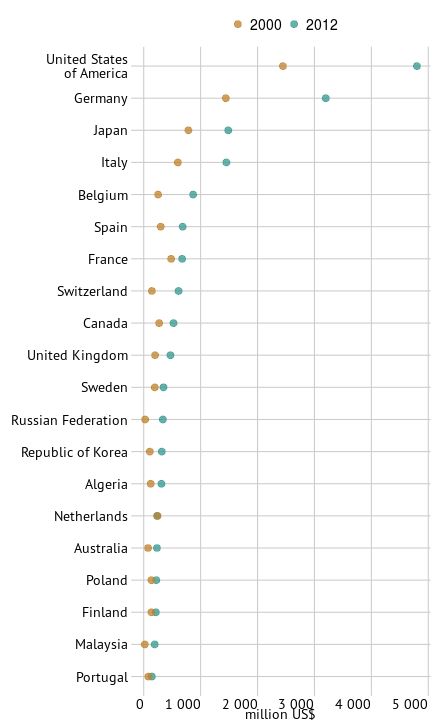 2000 2012
United States
of America
Germany
Japan
Italy
Belgium
Spain
France
Switzerland
Canada
United Kingdom
Sweden
Russian Federation
Republic of Korea
Algeria
Netherlands
Australia
Poland
Finland
Malaysia
Portugal
0 1 000 2 000 3 000 4 000 5 000
million US$